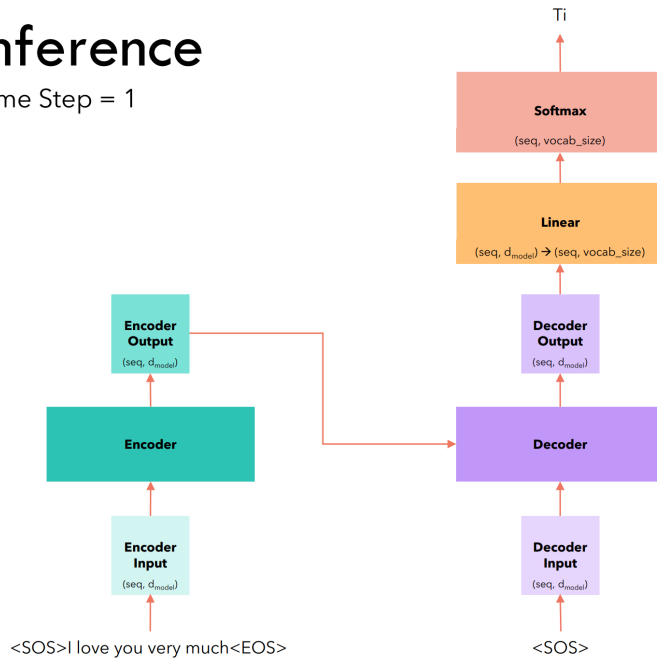 nference
me Step = 1
Ti
Softmax
(seq, vocab_size)
Linear
(seq, dmodel) → (seq, vocab_size)
Encoder
Output
(seq, dmodel)
Decoder
Output
(seq, dmodel)
Encoder
Decoder
Encoder
Input
(seq, dmodel)
Decoder
Input
(seq, dmodel)
<SOS>I love you very much<EOS>
<SOS>